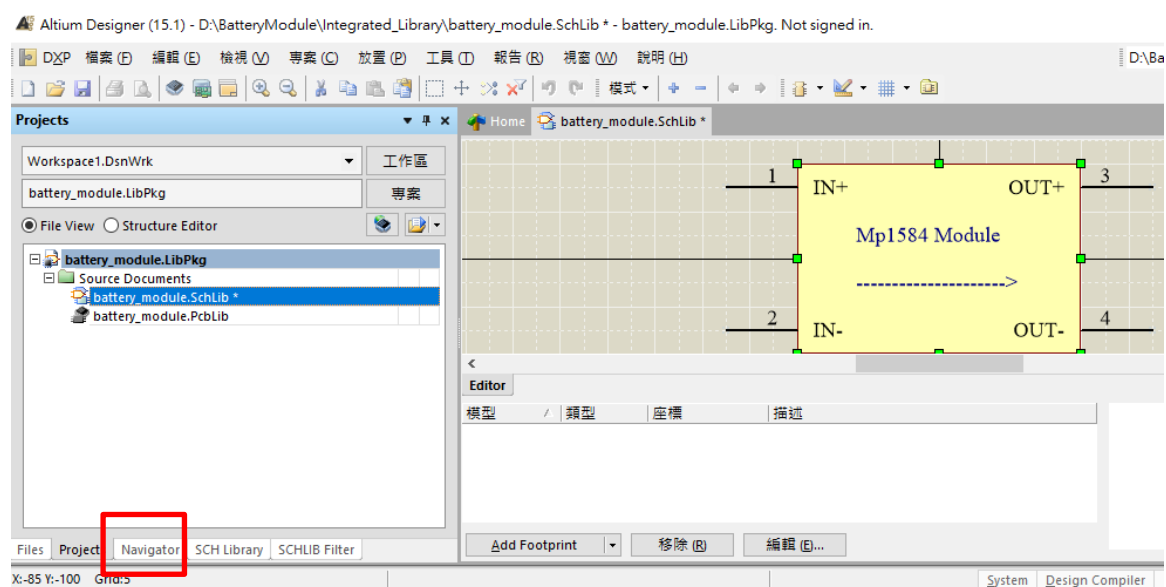 Altium Designer (15.1) - D:\BatteryModule\Integrated_Library\battery_module.SchLib * - battery_module.LibPkg. Not signed in.
DXP 檔案 (F) 編輯 (E) 檢視 (V) 專案 (C) 放置 (P) 工具 (T) 報告 (R) 視窗 (W) 說明 (H) D:\Ba
模式
Projects
Home battery_module.SchLib *
Workspace1.DsnWrk 工作區
battery_module.LibPkg 專案
File View Structure Editor
battery_module.LibPkg
Source Documents
battery_module.SchLib *
battery_module.PcbLib
1 IN+ OUT+ 3
Mp1584 Module
--------------------->
2 IN- OUT- 4
Editor
模型 類型 座標 描述
Add Footprint 移除 (R) 編輯 (E)...
Files Project Navigator SCH Library SCHLIB Filter
X:-85 Y:-100 Grid:5 System Design Compiler